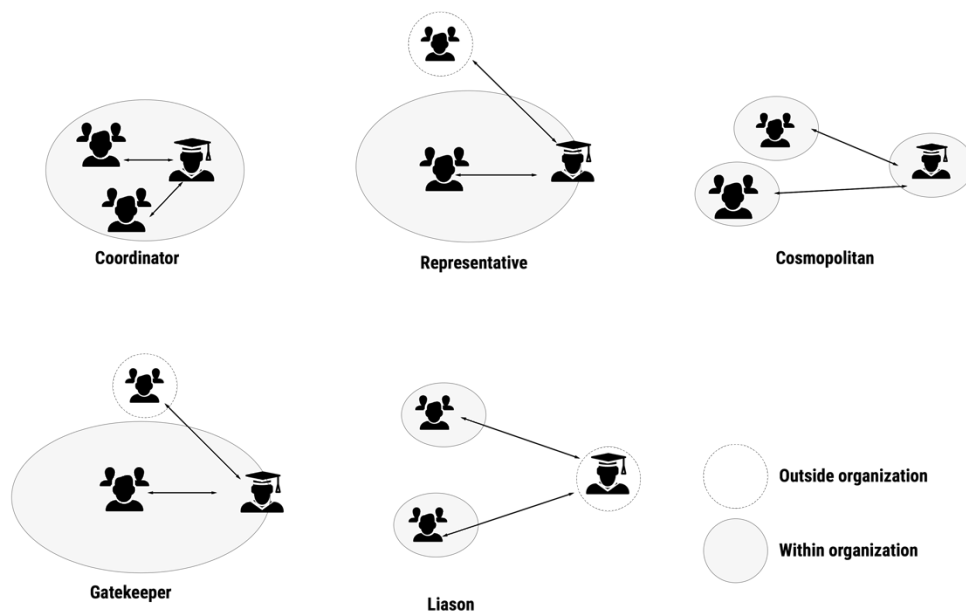 Coordinator
Representative
Cosmopolitan
Gatekeeper
Liason
Outside organization
Within organization